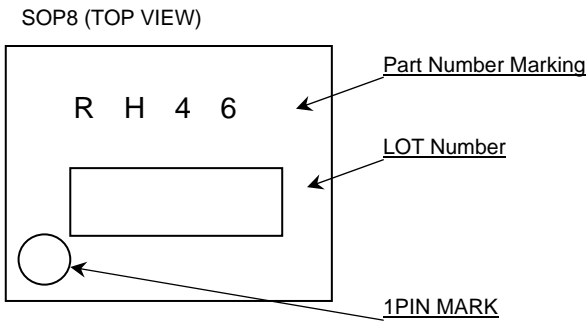 SOP8 (TOP VIEW)
Part Number Marking
R H 4 6
LOT Number
1PIN MARK